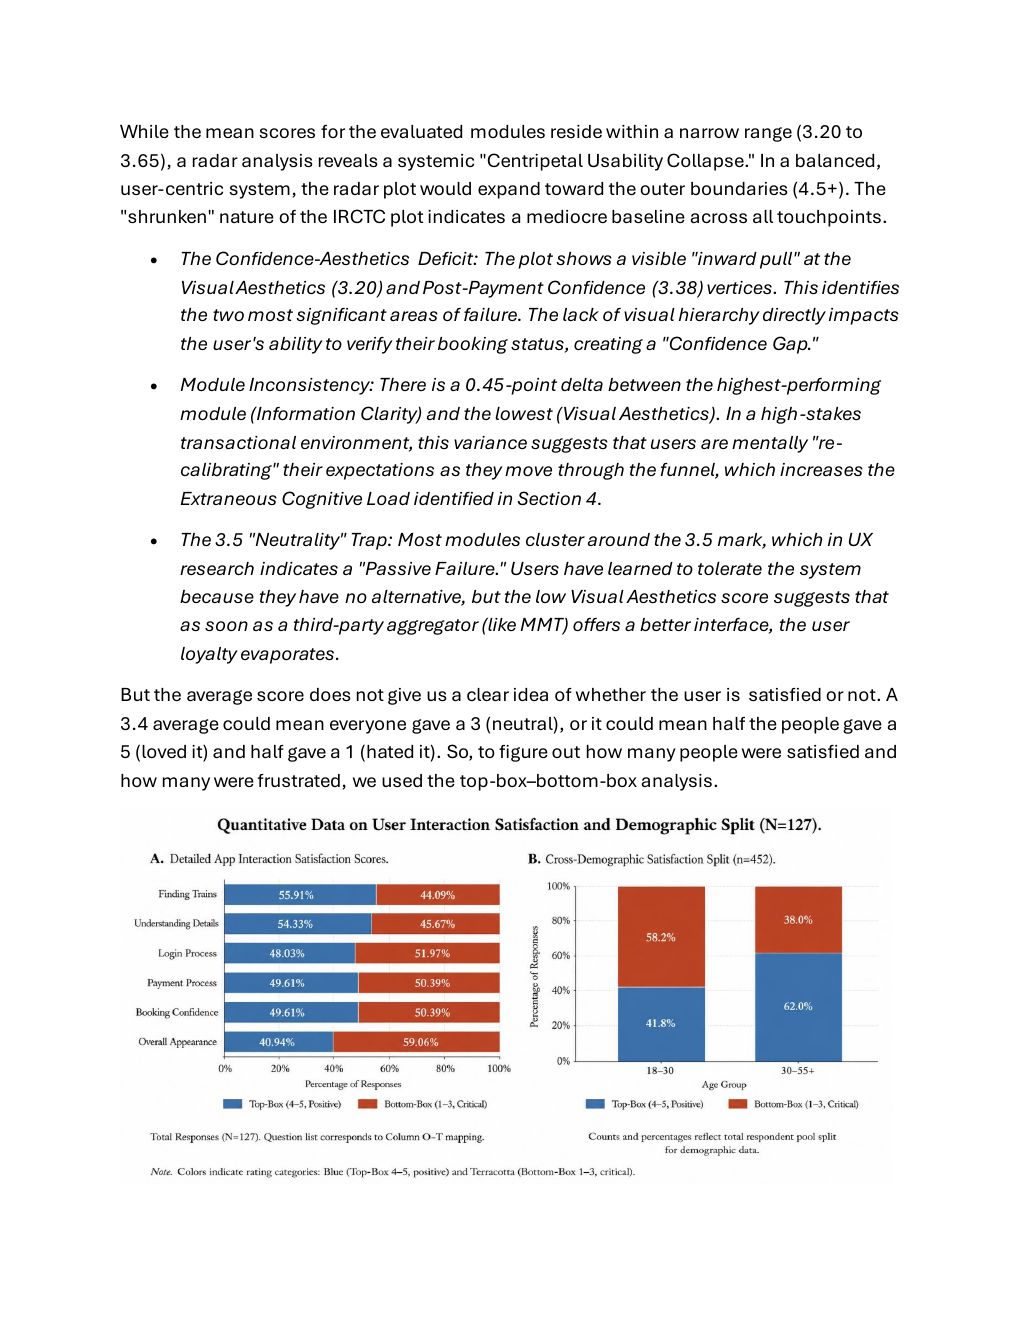 While the mean scores for the evaluated modules reside within a narrow range (3.20 to
3.65), a radar analysis reveals a systemic "Centripetal Usability Collapse." In a balanced,
user-centric system, the radar plot would expand toward the outer boundaries (4.5+). The
"shrunken" nature of the IRCTC plot indicates a mediocre baseline across all touchpoints.
• The Confidence-Aesthetics Deficit: The plot shows a visible "inward pull" at the
Visual Aesthetics (3.20) and Post-Payment Confidence (3.38) vertices. This identifies
the two most significant areas of failure. The lack of visual hierarchy directly impacts
the user's ability to verify their booking status, creating a "Confidence Gap."
• Module Inconsistency: There is a 0.45-point delta between the highest-performing
module (Information Clarity) and the lowest (Visual Aesthetics). In a high-stakes
transactional environment, this variance suggests that users are mentally "re-
calibrating" their expectations as they move through the funnel, which increases the
Extraneous Cognitive Load identified in Section 4.
• The 3.5 "Neutrality" Trap: Most modules cluster around the 3.5 mark, which in UX
research indicates a "Passive Failure." Users have learned to tolerate the system
because they have no alternative, but the low Visual Aesthetics score suggests that
as soon as a third-party aggregator (like MMT) offers a better interface, the user
loyalty evaporates.
But the average score does not give us a clear idea of whether the user is satisfied or not. A
3.4 average could mean everyone gave a 3 (neutral), or it could mean half the people gave a
5 (loved it) and half gave a 1 (hated it). So, to figure out how many people were satisfied and
how many were frustrated, we used the top-box–bottom-box analysis.
Quantitative Data on User Interaction Satisfaction and Demographic Split (N=127).
A. Detailed App Interaction Satisfaction Scores.
Finding Trains 55.91% 44.09%
Understanding Details 54.33% 45.67%
Login Process 48.03% 51.97%
Payment Process 49.61% 50.39%
Booking Confidence 49.61% 50.39%
Overall Appearance 40.94% 59.06%
0% 20% 40% 60% 80% 100%
Percentage of Responses
Top-Box (4–5, Positive) Bottom-Box (1–3, Critical)
Total Responses (N=127). Question list corresponds to Column O–T mapping.
B. Cross-Demographic Satisfaction Split (n=452).
Percentage of Responses
100%
80%
60%
40%
20%
0%
58.2% 38.0%
41.8% 62.0%
18–30 30–55+
Age Group
Top-Box (4–5, Positive) Bottom-Box (1–3, Critical)
Counts and percentages reflect total respondent pool split
for demographic data.
Note. Colors indicate rating categories: Blue (Top-Box 4–5, positive) and Terracotta (Bottom-Box 1–3, critical).